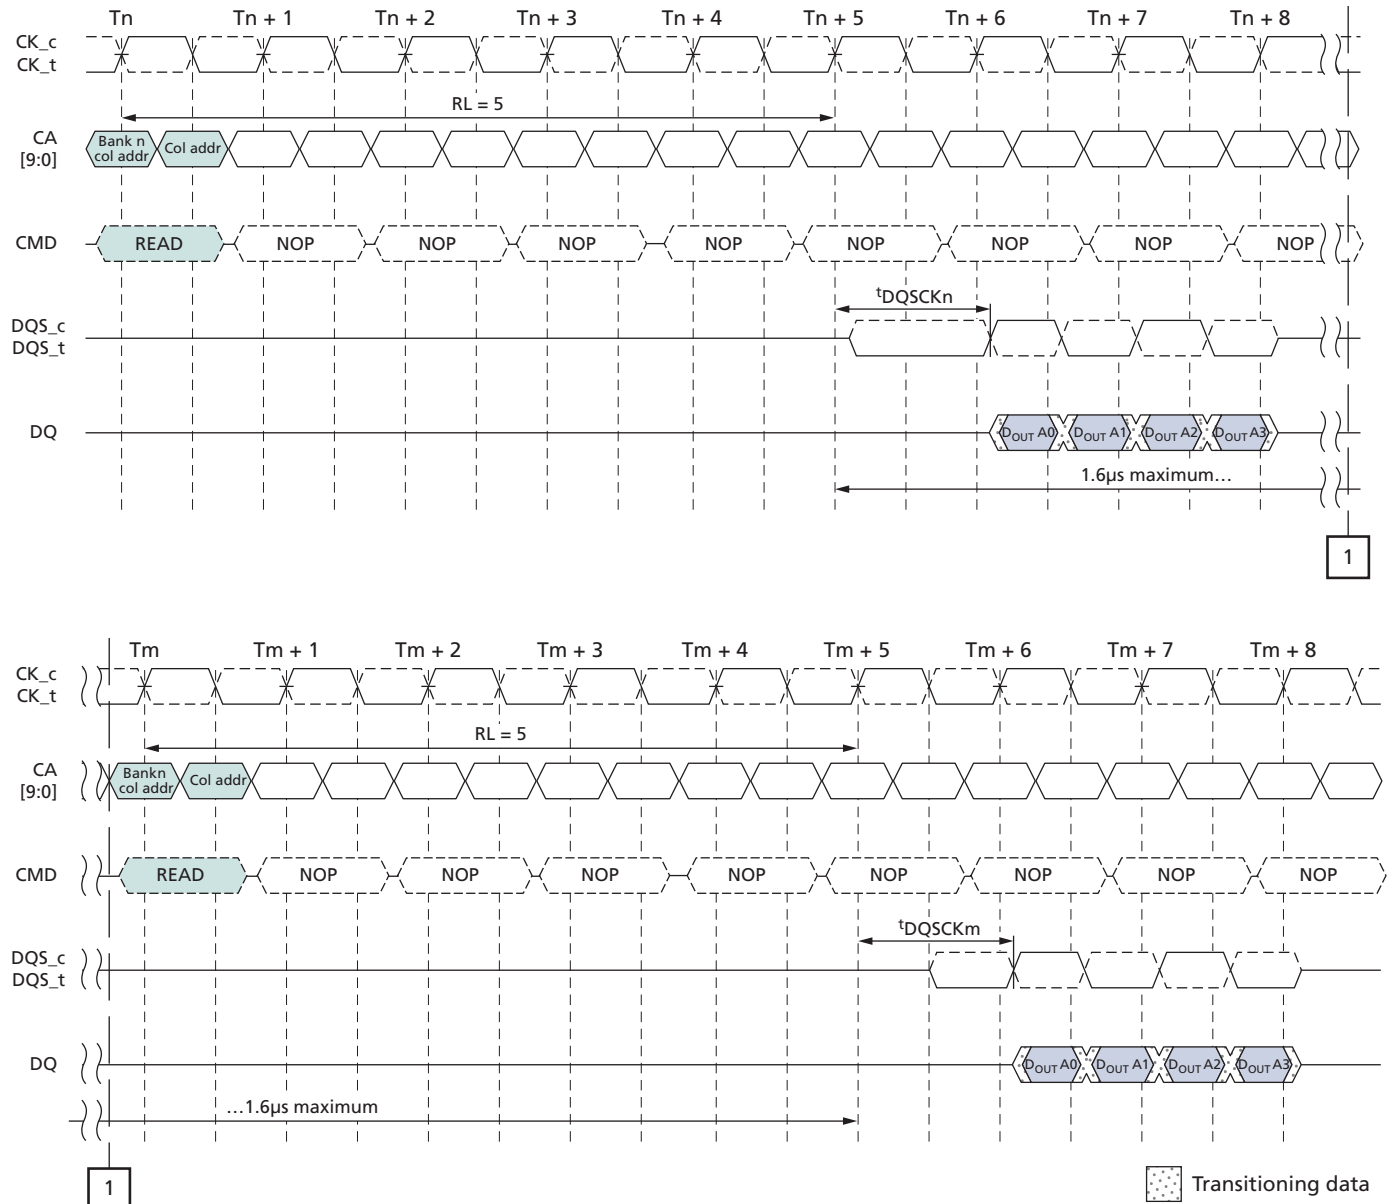 Tn Tn + 1 Tn + 2 Tn + 3 Tn + 4 Tn + 5 Tn + 6 Tn + 7 Tn + 8
CK_c
CK_t
RL = 5
CA
[9:0]
Bank n
col addr
Col addr
CMD READ NOP NOP NOP NOP NOP NOP NOP NOP
tDQSCKn
DQS_c
DQS_t
DQ DOUT A0 DOUT A1 DOUT A2 DOUT A3
1.6μs maximum…
1
Tm Tm + 1 Tm + 2 Tm + 3 Tm + 4 Tm + 5 Tm + 6 Tm + 7 Tm + 8
CK_c
CK_t
RL = 5
CA
[9:0]
Bankn
col addr
Col addr
CMD READ NOP NOP NOP NOP NOP NOP NOP NOP
tDQSCKm
DQS_c
DQS_t
DQ DOUT A0 DOUT A1 DOUT A2 DOUT A3
…1.6μs maximum
1
Transitioning data